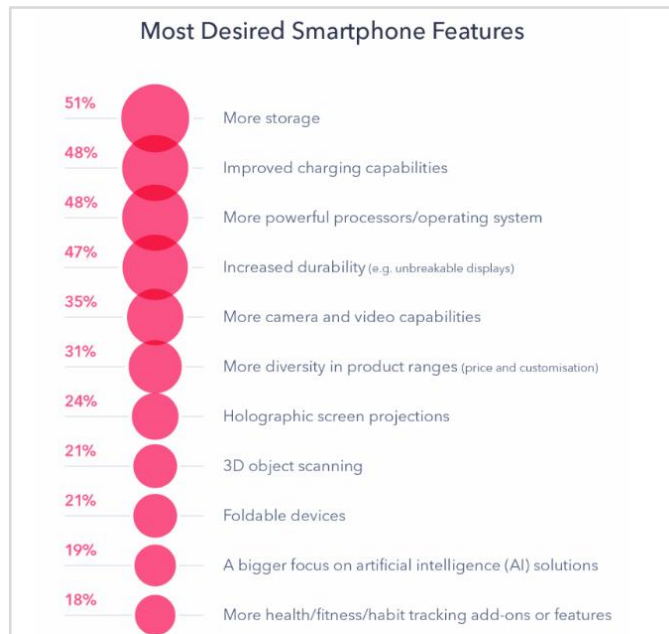 Most Desired Smartphone Features
51% More storage
48% Improved charging capabilities
48% More powerful processors/operating system
47% Increased durability (e.g. unbreakable displays)
35% More camera and video capabilities
31% More diversity in product ranges (price and customisation)
24% Holographic screen projections
21% 3D object scanning
21% Foldable devices
19% A bigger focus on artificial intelligence (AI) solutions
18% More health/fitness/habit tracking add-ons or features